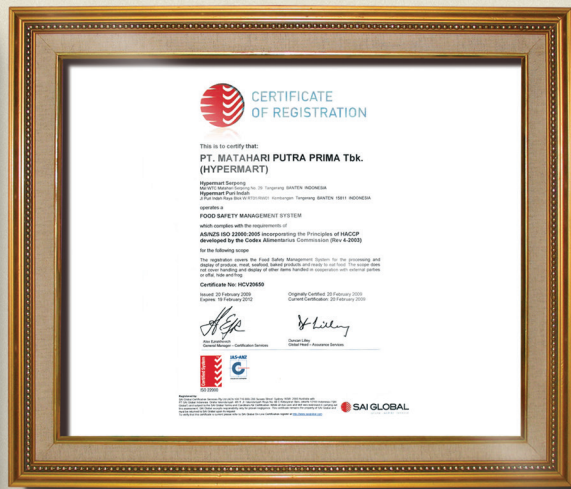 CERTIFICATE
OF REGISTRATION
This is to certify that:
PT. MATAHARI PUTRA PRIMA Tbk.
(HYPERMART)
Hypermart Serpong
Hypermart Puri Indah
operates a
FOOD SAFETY MANAGEMENT SYSTEM
which complies with the requirements of
AS/NZS ISO 22000:2005 incorporating the Principles of HACCP
developed by the Codex Alimentarius Commission (Rev 4-2003)
for the following scope
The registration covers the Food Safety Management System for the processing and
display of produce, meat, seafood, baked products and ready to eat food. The scope does
not cover handling and display of other items handled in cooperation with external parties
or offal, hide and frog.
Certificate No: HCV20650
Issued: 20 February 2009
Originally Certified: 20 February 2009
Expires: 19 February 2012
Current Certification: 20 February 2009
General Manager – Certification Services
Duncan Lilley
Global Head – Assurance Services
Certified System
JAS-ANZ
ISO 22000
Registered by:
SAI GLOBAL